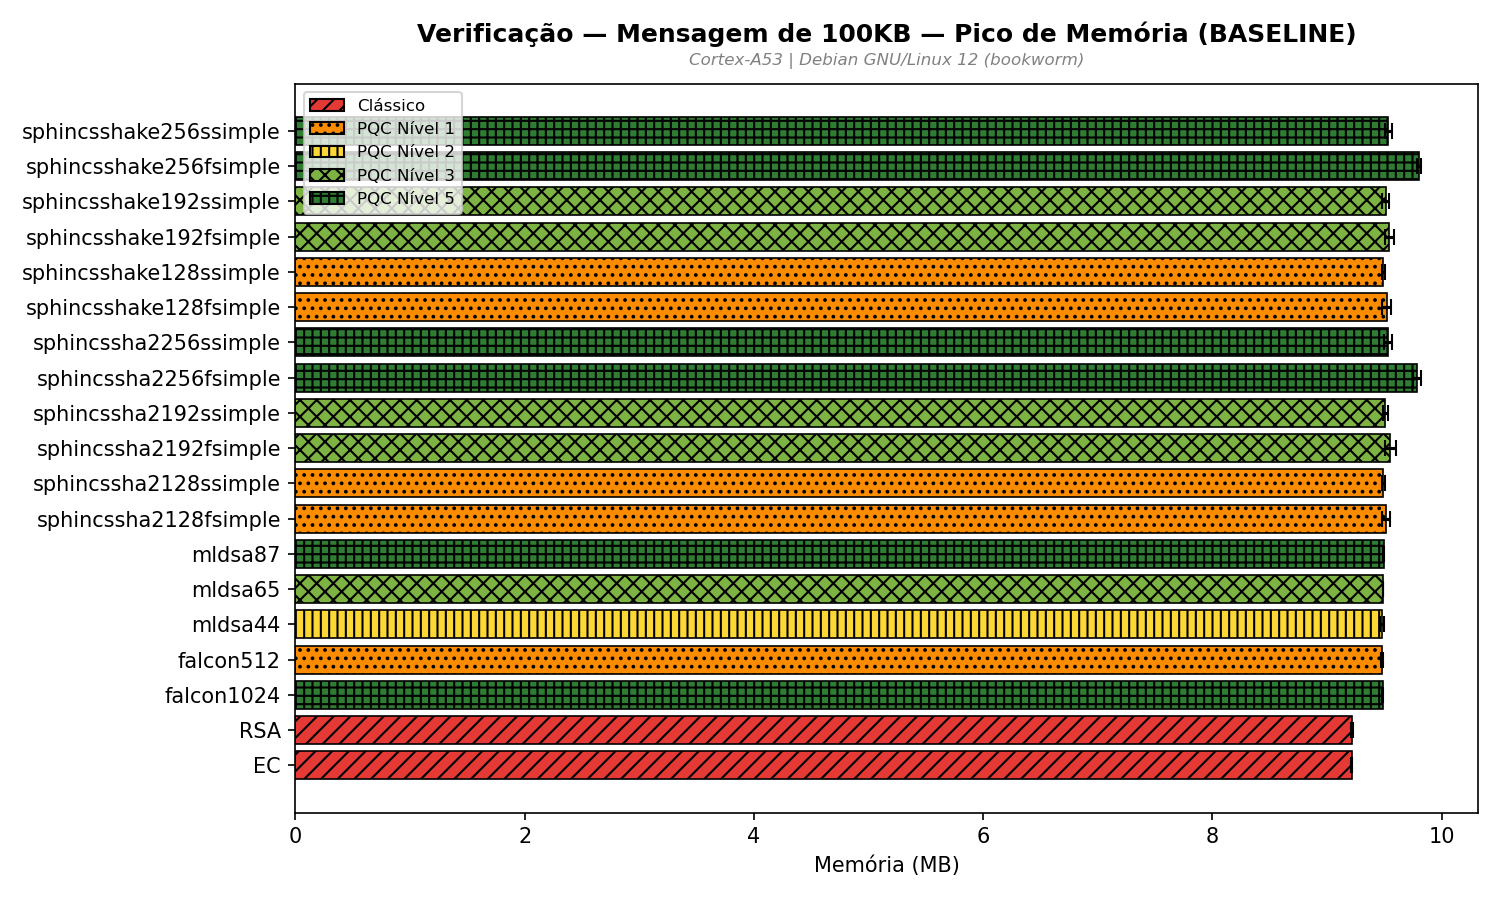 Verificação — Mensagem de 100KB — Pico de Memória (BASELINE)
Cortex-A53 | Debian GNU/Linux 12 (bookworm)
Clássico
PQC Nível 1
PQC Nível 2
PQC Nível 3
PQC Nível 5
sphincsshake256ssimple
sphincsshake256fsimple
sphincsshake192ssimple
sphincsshake192fsimple
sphincsshake128ssimple
sphincsshake128fsimple
sphincssha2256ssimple
sphincssha2256fsimple
sphincssha2192ssimple
sphincssha2192fsimple
sphincssha2128ssimple
sphincssha2128fsimple
mldsa87
mldsa65
mldsa44
falcon512
falcon1024
RSA
EC
0 2 4 6 8 10
Memória (MB)